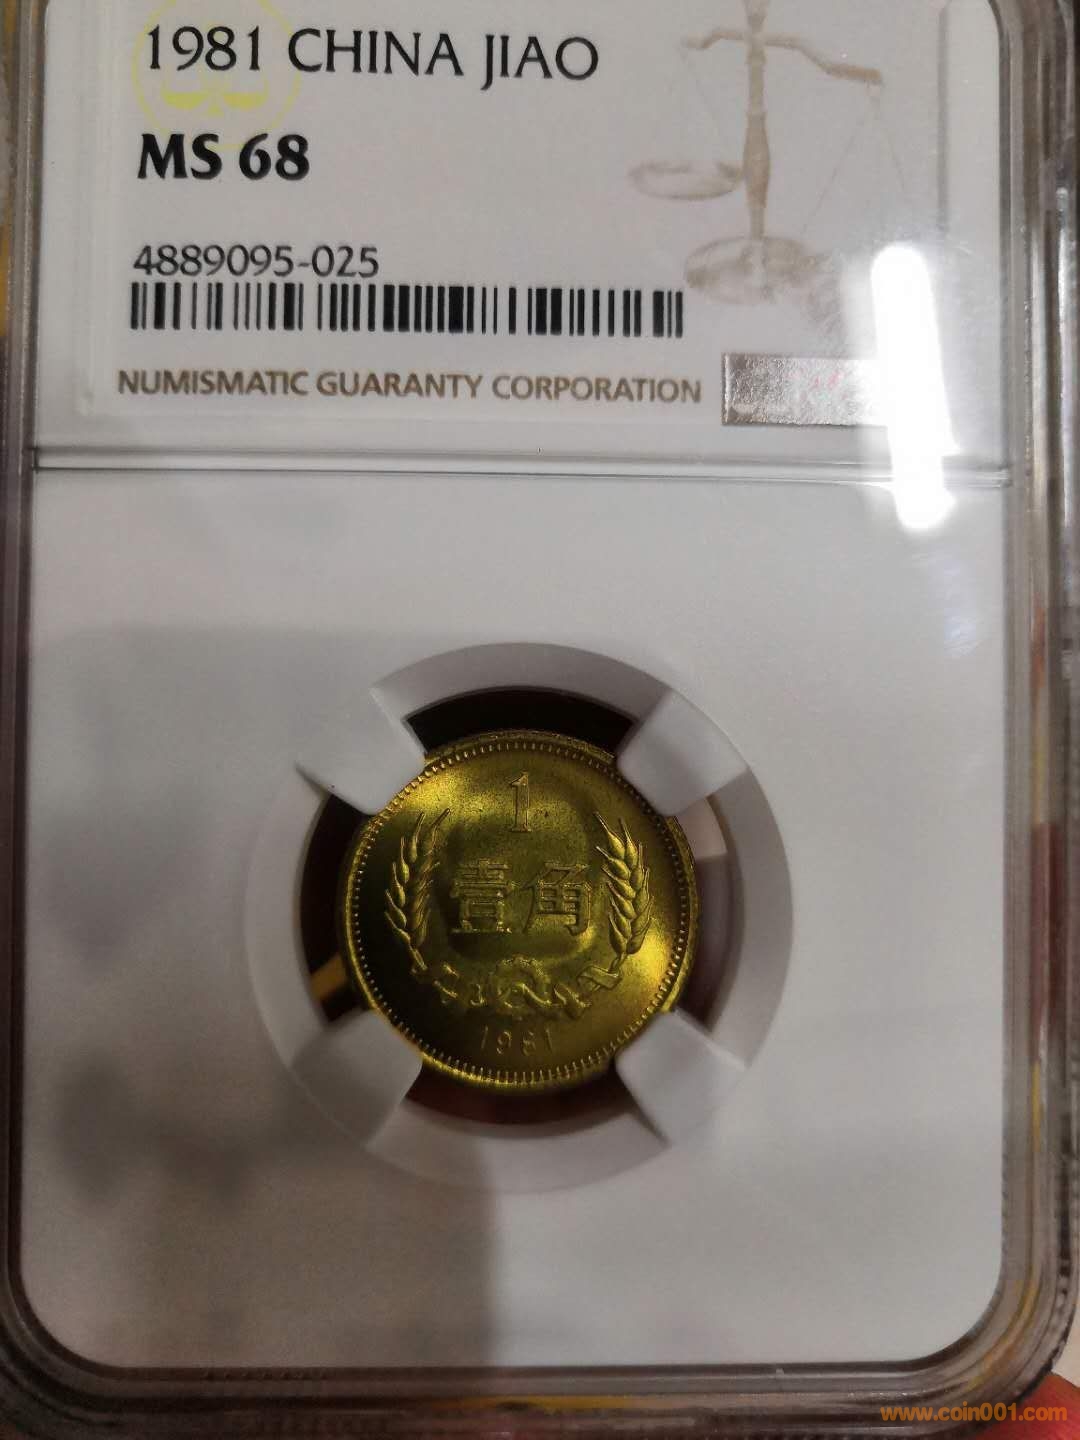 1981 CHINA JIAO
MS 68
4889095-025
NUMISMATIC GUARANTY CORPORATION
1
壹角
1981
www.coin001.com